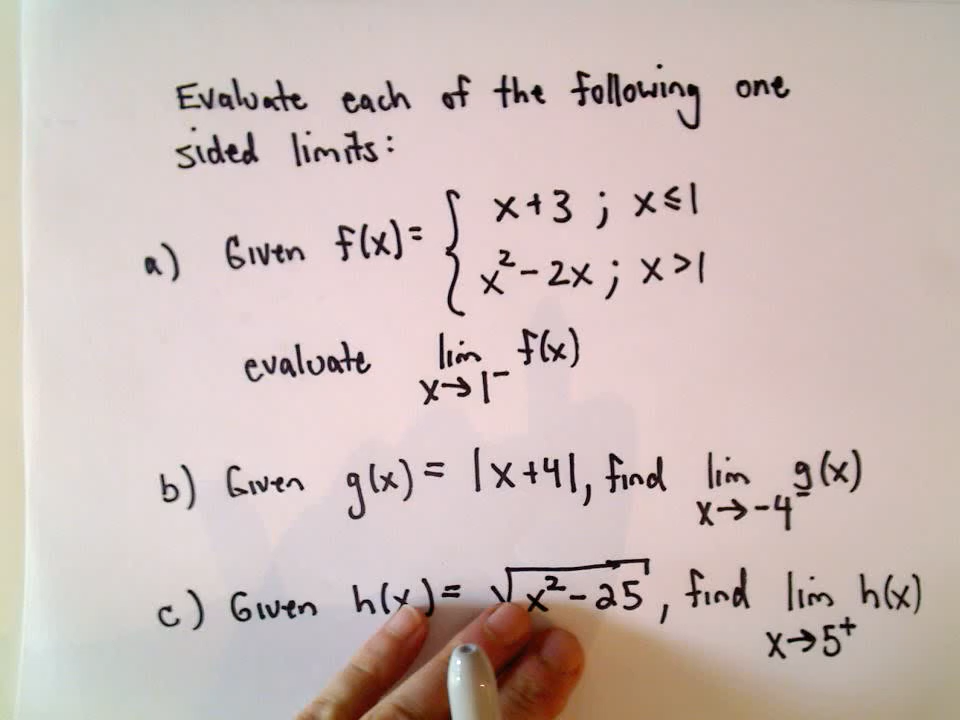 Evaluate each of the following one
sided limits:
a) Given f(x) = { x+3 ; x≤1
x²-2x ; x>1
evaluate lim f(x)
x→1⁻
b) Given g(x) = |x+4|, find lim g(x)
x→-4⁻
c) Given h(x) = √x²-25, find lim h(x)
x→5⁺